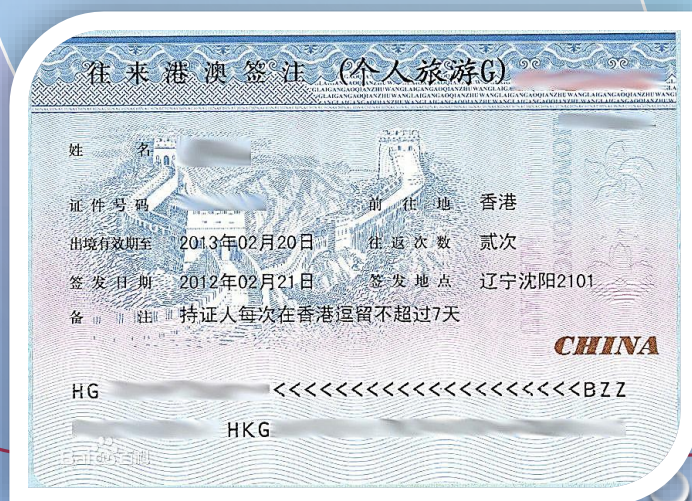 往来港澳签注 (个人旅游G)
姓 名
证件号码 前往地 香港
出境有效期至 2013年02月20日 往返次数 贰次
签发日期 2012年02月21日 签发地点 辽宁沈阳2101
备 注 持证人每次在香港逗留不超过7天
CHINA
HG <<<<<<<<<<<<<<<<<<<<BZZ
HKG
Bai 百科